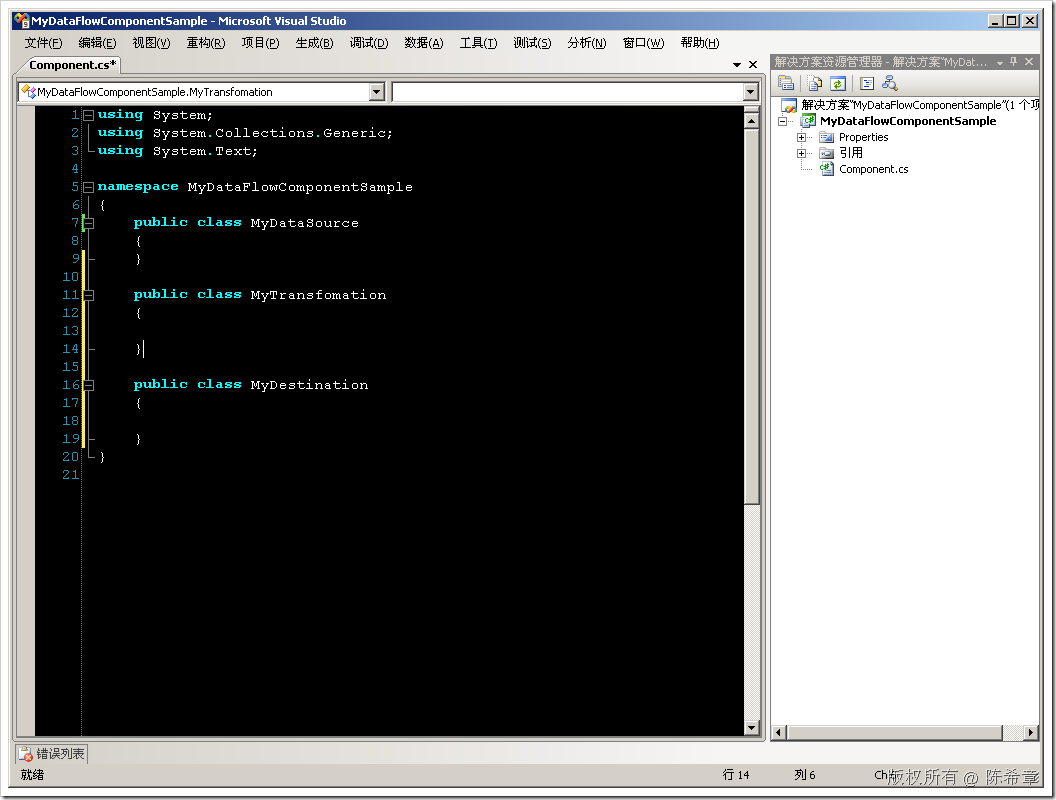 MyDataFlowComponentSample - Microsoft Visual Studio
文件(F) 编辑(E) 视图(V) 重构(R) 项目(P) 生成(B) 调试(D) 数据(A) 工具(T) 测试(S) 分析(N) 窗口(W) 帮助(H)
Component.cs*
MyDataFlowComponentSample.MyTransfomation
1 using System;
2 using System.Collections.Generic;
3 using System.Text;
4
5 namespace MyDataFlowComponentSample
6 {
7 public class MyDataSource
8 {
9 }
10
11 public class MyTransfomation
12 {
13
14 }
15
16 public class MyDestination
17 {
18
19 }
20 }
21
解决方案资源管理器 - 解决方案"MyDat...
解决方案"MyDataFlowComponentSample"(1 个项
MyDataFlowComponentSample
Properties
引用
Component.cs
错误列表
就绪
行 14 列 6 Ch
版权所有 @ 陈希章